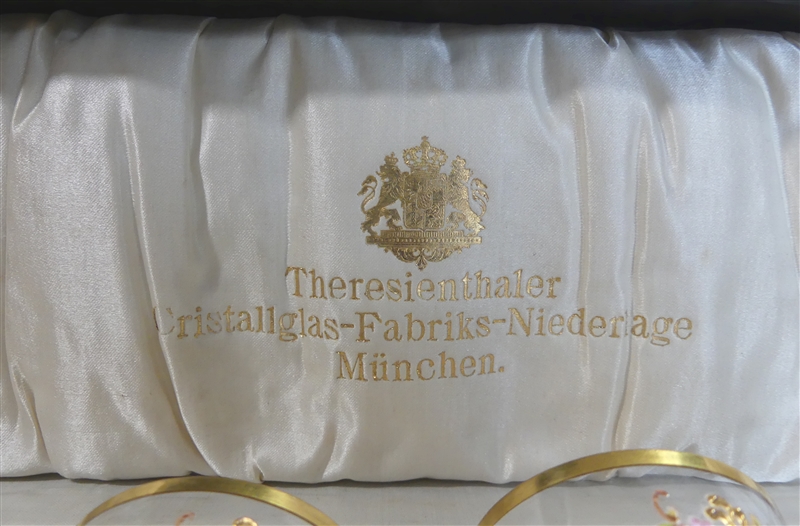 Theresienthaler
Cristallglas-Fabriks-Niederlage
München.